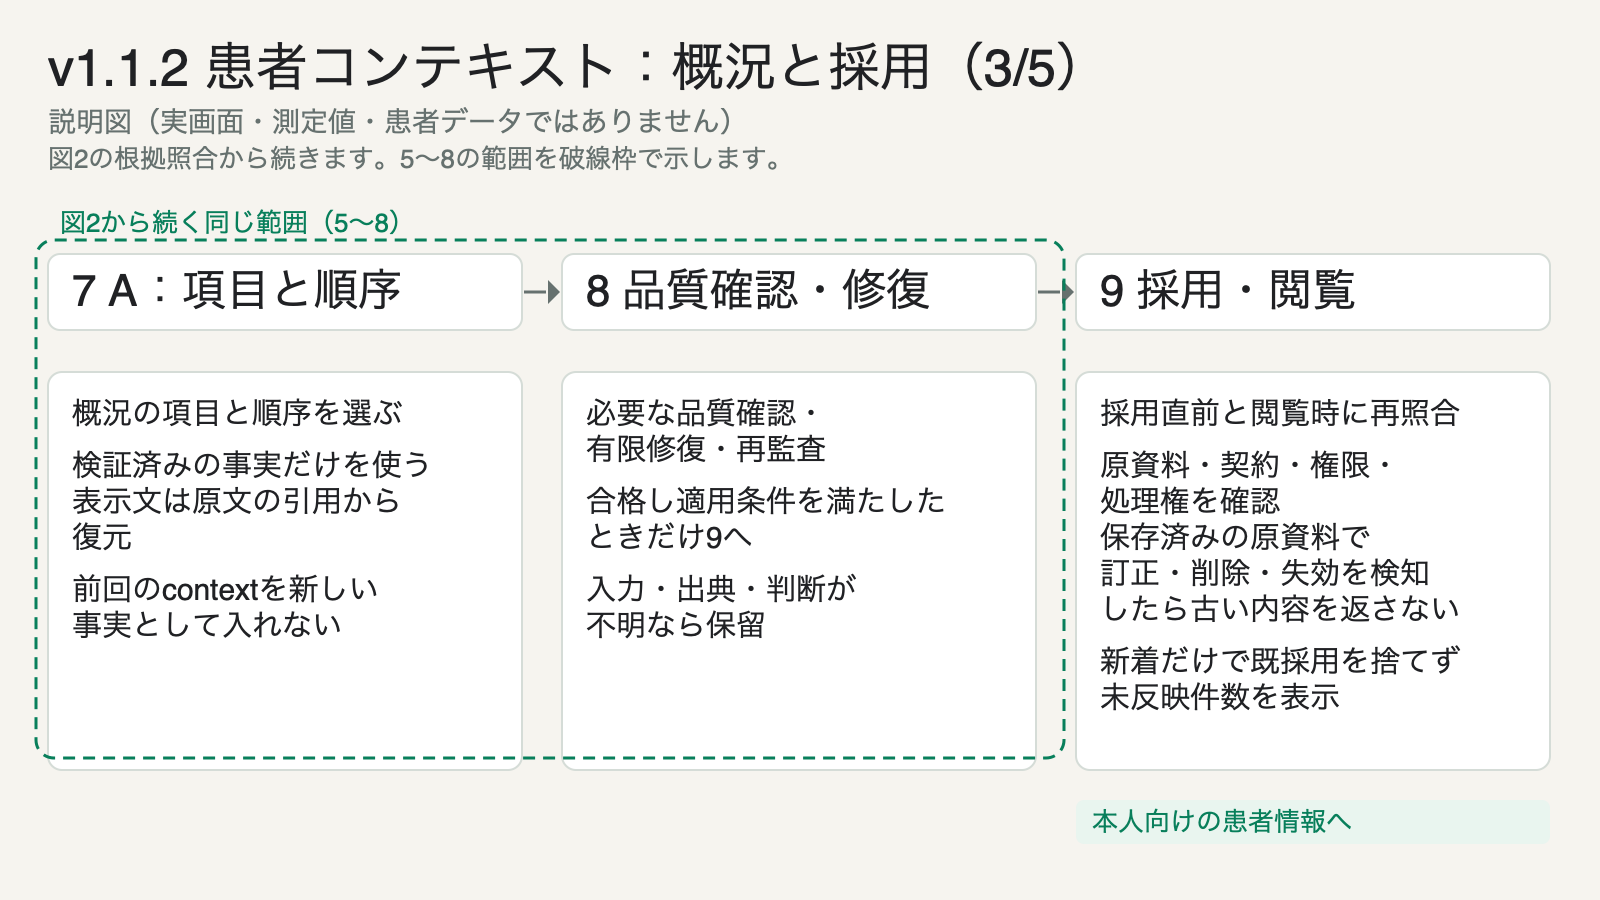 v1.1.2 患者コンテキスト：概況と採用（3/5）
説明図（実画面・測定値・患者データではありません）
図2の根拠照合から続きます。5〜8の範囲を破線枠で示します。
図2から続く同じ範囲（5〜8）
7 A：項目と順序
概況の項目と順序を選ぶ
検証済みの事実だけを使う
表示文は原文の引用から
復元
前回のcontextを新しい
事実として入れない
8 品質確認・修復
必要な品質確認・
有限修復・再監査
合格し適用条件を満たした
ときだけ9へ
入力・出典・判断が
不明なら保留
9 採用・閲覧
採用直前と閲覧時に再照合
原資料・契約・権限・
処理権を確認
保存済みの原資料で
訂正・削除・失効を検知
したら古い内容を返さない
新着だけで既採用を捨てず
未反映件数を表示
本人向けの患者情報へ